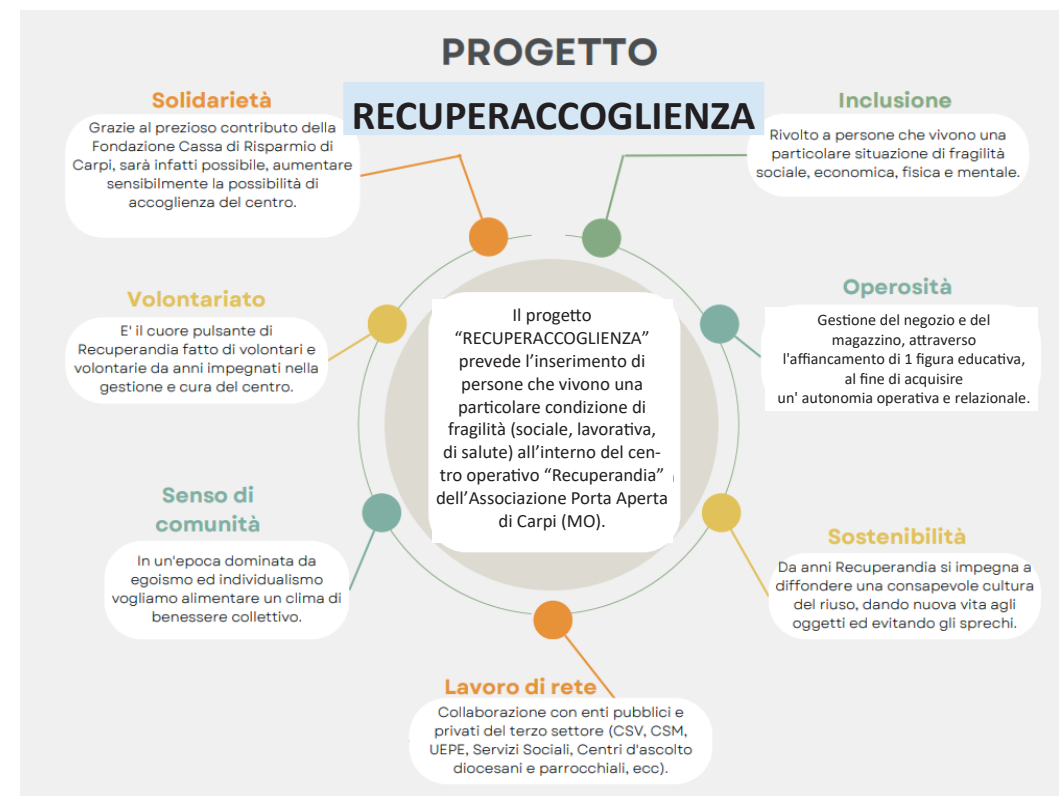 PROGETTO
RECUPERACCOGLIENZA
Solidarietà
Grazie al prezioso contributo della
Fondazione Cassa di Risparmio di
Carpi, sarà infatti possibile, aumentare
sensibilmente la possibilità di
accoglienza del centro.
Inclusione
Rivolto a persone che vivono una
particolare situazione di fragilità
sociale, economica, fisica e mentale.
Volontariato
E' il cuore pulsante di
Recuperandia fatto di volontari e
volontarie da anni impegnati nella
gestione e cura del centro.
Il progetto
“RECUPERACCOGLIENZA”
prevede l’inserimento di
persone che vivono una
particolare condizione di
fragilità (sociale, lavorativa,
di salute) all’interno del cen-
tro operativo “Recuperandia”
dell’Associazione Porta Aperta
di Carpi (MO).
Operosità
Gestione del negozio e del
magazzino, attraverso
l'affiancamento di 1 figura educativa,
al fine di acquisire
un' autonomia operativa e relazionale.
Senso di
comunità
In un'epoca dominata da
egoismo ed individualismo
vogliamo alimentare un clima di
benessere collettivo.
Sostenibilità
Da anni Recuperandia si impegna a
diffondere una consapevole cultura
del riuso, dando nuova vita agli
oggetti ed evitando gli sprechi.
Lavoro di rete
Collaborazione con enti pubblici e
privati del terzo settore (CSV, CSM,
UEPE, Servizi Sociali, Centri d'ascolto
diocesani e parrocchiali, ecc).